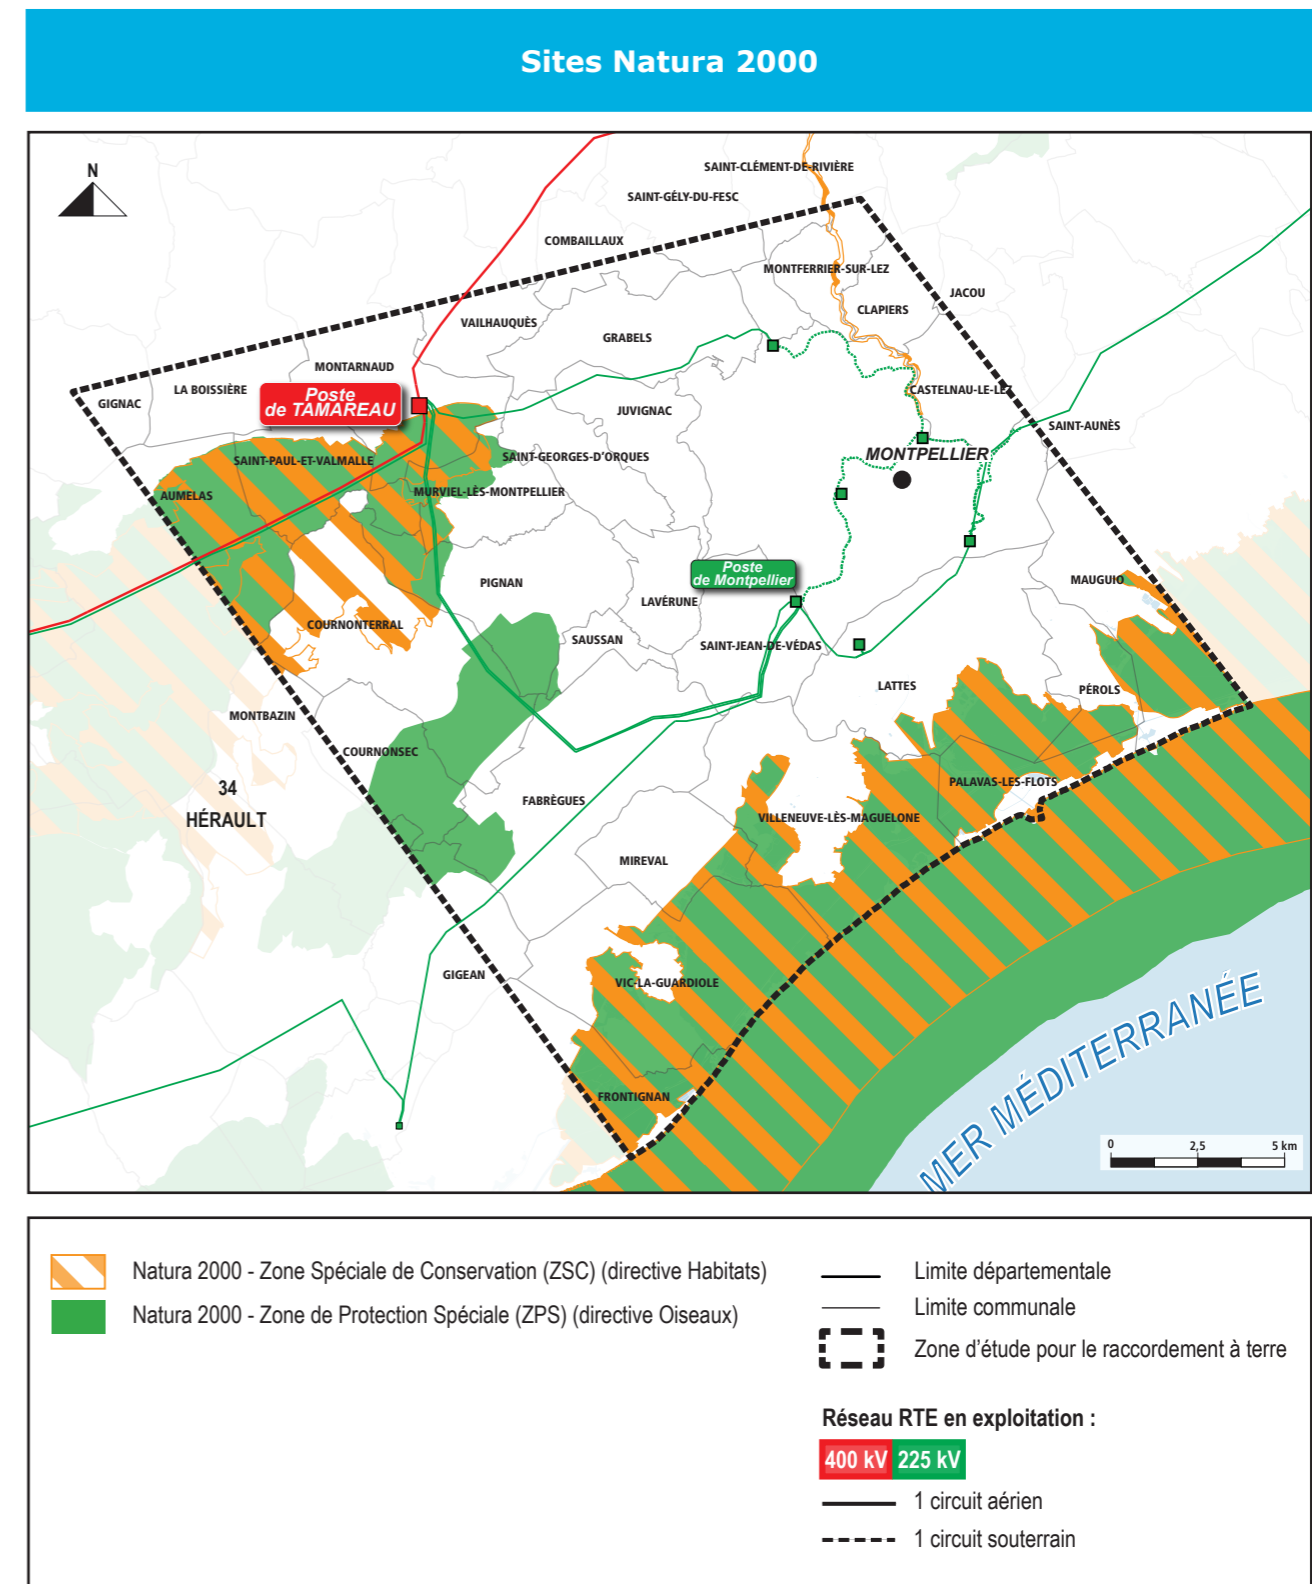 Sites Natura 2000
N
SAINT-CLÉMENT-DE-RIVIÈRE
SAINT-GÉLY-DU-FESC
COMBAILLAUX
MONTFERRIER-SUR-LEZ
JACOU
CLAPIERS
VAILHAUQUÈS
GRABELS
MONTARNAUD
LA BOISSIÈRE
GIGNAC
Poste
de TAMAREAU
CASTELNAU-LE-LEZ
JUVIGNAC
SAINT-AUNÈS
MONTPELLIER
SAINT-GEORGES-D'ORQUES
SAINT-PAUL-ET-VALMALLE
MURVIEL-LÈS-MONTPELLIER
AUMELAS
Poste
de Montpellier
PIGNAN
MAUGUIO
LAVÉRUNE
COURNONTERRAL
SAUSSAN
SAINT-JEAN-DE-VÉDAS
LATTES
PÉROLS
MONTBAZIN
COURNONSEC
34
HÉRAULT
PALAVAS-LES-FLOTS
FABRÈGUES
VILLENEUVE-LÈS-MAGUELONE
MIREVAL
GIGEAN
VIC-LA-GUARDIOLE
FRONTIGNAN
MER MÉDITERRANÉE
0 2,5 5 km
Natura 2000 - Zone Spéciale de Conservation (ZSC) (directive Habitats)
Natura 2000 - Zone de Protection Spéciale (ZPS) (directive Oiseaux)
Limite départementale
Limite communale
Zone d'étude pour le raccordement à terre
Réseau RTE en exploitation :
400 kV 225 kV
1 circuit aérien
1 circuit souterrain